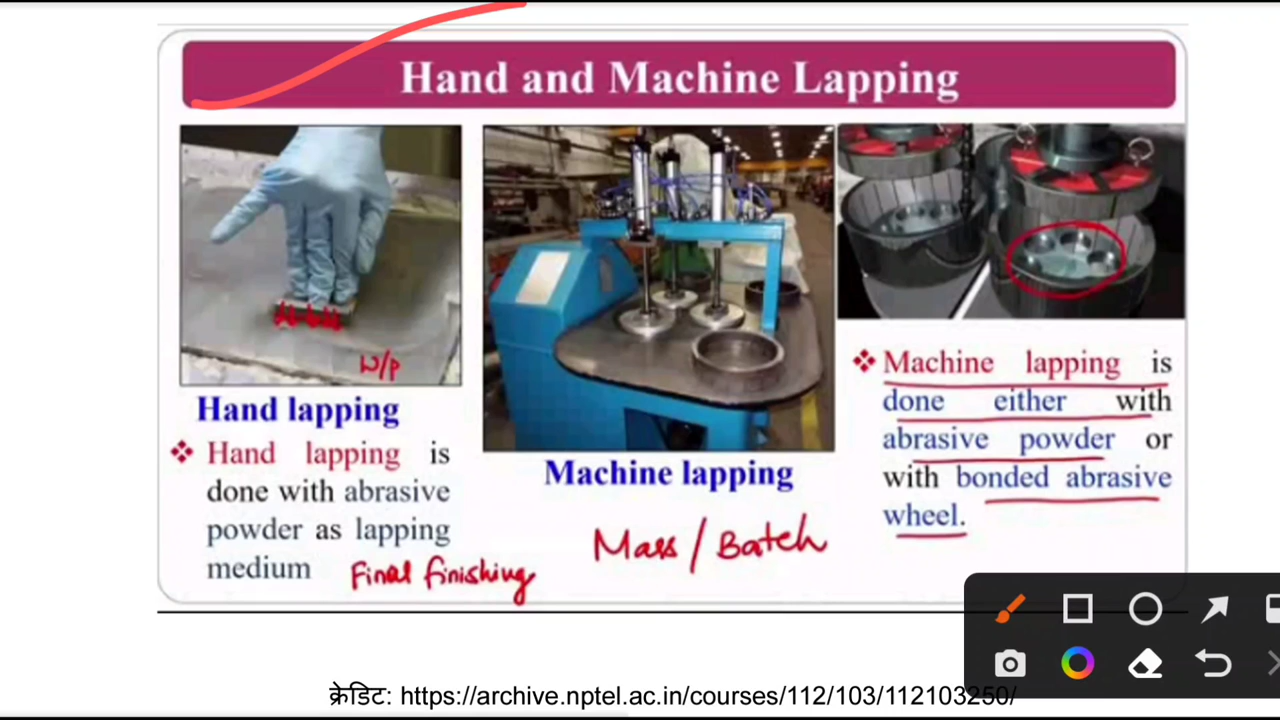 Hand and Machine Lapping
W/P
Hand lapping
❖ Hand lapping is
done with abrasive
powder as lapping
medium
Final finishing
Machine lapping
Mass / Batch
❖ Machine lapping is
done either with
abrasive powder or
with bonded abrasive
wheel.
क्रेडिट: https://archive.nptel.ac.in/courses/112/103/112103250/